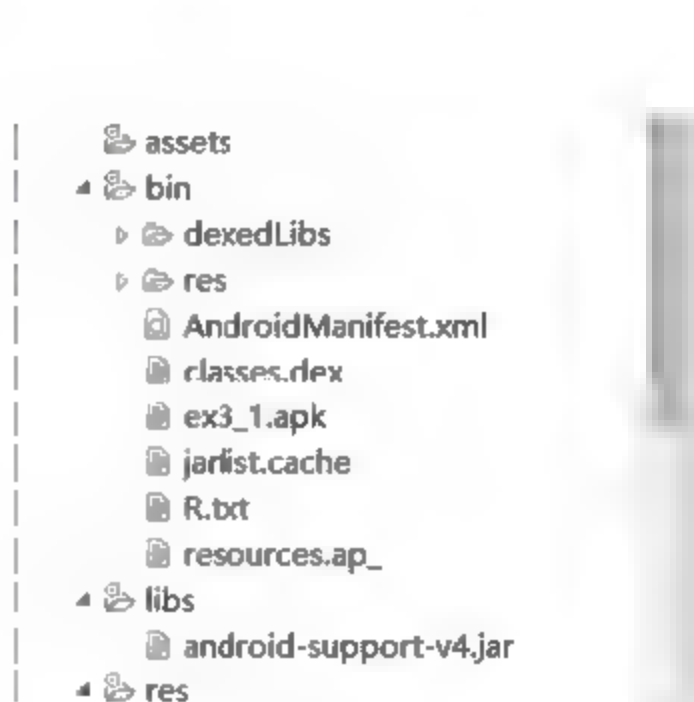 assets
bin
dexedLibs
res
AndroidManifest.xml
classes.dex
ex3_1.apk
jarlist.cache
R.txt
resources.ap_
libs
android-support-v4.jar
res